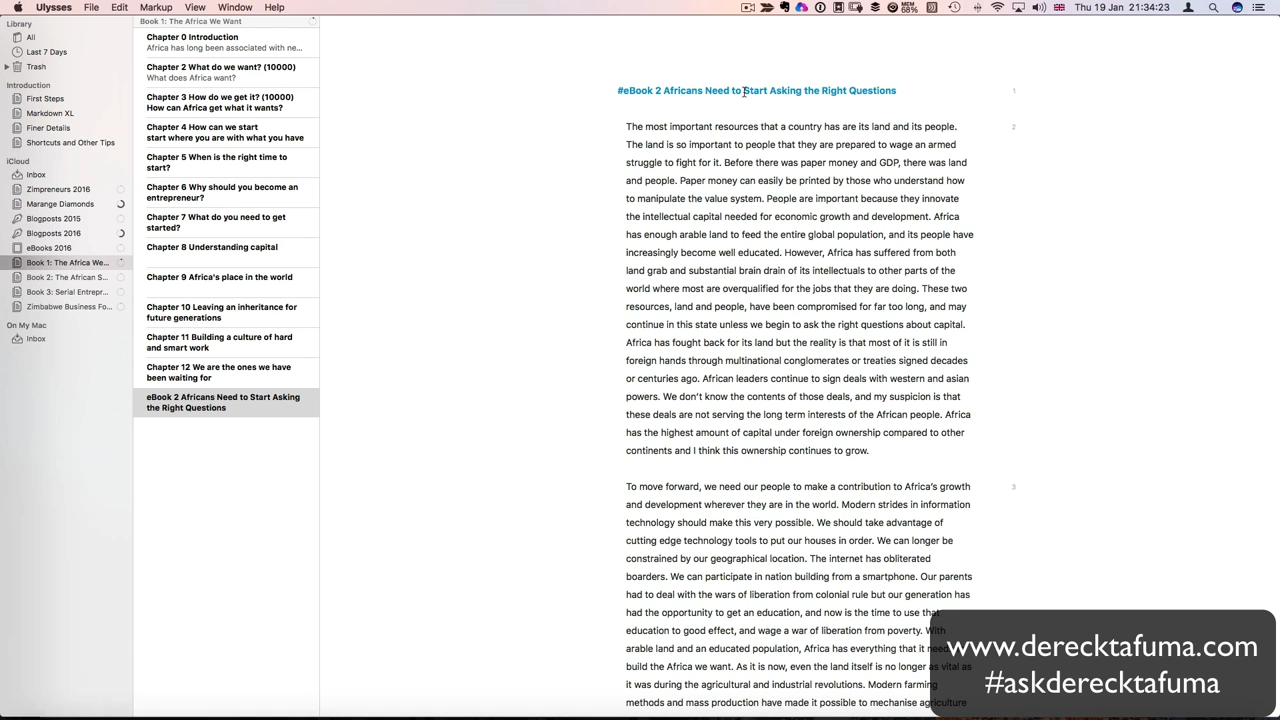 Ulysses File Edit Markup View Window Help
MEM 68% Thu 19 Jan 21:34:23
Library
All
Last 7 Days
Trash
Introduction
First Steps
Markdown XL
Finer Details
Shortcuts and Other Tips
iCloud
Inbox
Zimpreneurs 2016
Marange Diamonds
Blogposts 2015
Blogposts 2016
eBooks 2016
Book 1: The Africa We...
Book 2: The African S...
Book 3: Serial Entrepr...
Zimbabwe Business Fo...
On My Mac
Inbox
Book 1: The Africa We Want
Chapter 0 Introduction
Africa has long been associated with ne...
Chapter 2 What do we want? (10000)
What does Africa want?
Chapter 3 How do we get it? (10000)
How can Africa get what it wants?
Chapter 4 How can we start
start where you are with what you have
Chapter 5 When is the right time to
start?
Chapter 6 Why should you become an
entrepreneur?
Chapter 7 What do you need to get
started?
Chapter 8 Understanding capital
Chapter 9 Africa's place in the world
Chapter 10 Leaving an inheritance for
future generations
Chapter 11 Building a culture of hard
and smart work
Chapter 12 We are the ones we have
been waiting for
eBook 2 Africans Need to Start Asking
the Right Questions
#eBook 2 Africans Need to Start Asking the Right Questions
1
The most important resources that a country has are its land and its people.
2
The land is so important to people that they are prepared to wage an armed
struggle to fight for it. Before there was paper money and GDP, there was land
and people. Paper money can easily be printed by those who understand how
to manipulate the value system. People are important because they innovate
the intellectual capital needed for economic growth and development. Africa
has enough arable land to feed the entire global population, and its people have
increasingly become well educated. However, Africa has suffered from both
land grab and substantial brain drain of its intellectuals to other parts of the
world where most are overqualified for the jobs that they are doing. These two
resources, land and people, have been compromised for far too long, and may
continue in this state unless we begin to ask the right questions about capital.
Africa has fought back for its land but the reality is that most of it is still in
foreign hands through multinational conglomerates or treaties signed decades
or centuries ago. African leaders continue to sign deals with western and asian
powers. We don't know the contents of those deals, and my suspicion is that
these deals are not serving the long term interests of the African people. Africa
has the highest amount of capital under foreign ownership compared to other
continents and I think this ownership continues to grow.
To move forward, we need our people to make a contribution to Africa's growth
3
and development wherever they are in the world. Modern strides in information
technology should make this very possible. We should take advantage of
cutting edge technology tools to put our houses in order. We can longer be
constrained by our geographical location. The internet has obliterated
boarders. We can participate in nation building from a smartphone. Our parents
had to deal with the wars of liberation from colonial rule but our generation has
had the opportunity to get an education, and now is the time to use that
education to good effect, and wage a war of liberation from poverty. With
arable land and an educated population, Africa has everything that it
build the Africa we want. As it is now, even the land itself is no longer as vital as
it was during the agricultural and industrial revolutions. Modern farming
methods and mass production have made it possible to mechanise agriculture
www.derecktafuma.com
#askderecktafuma